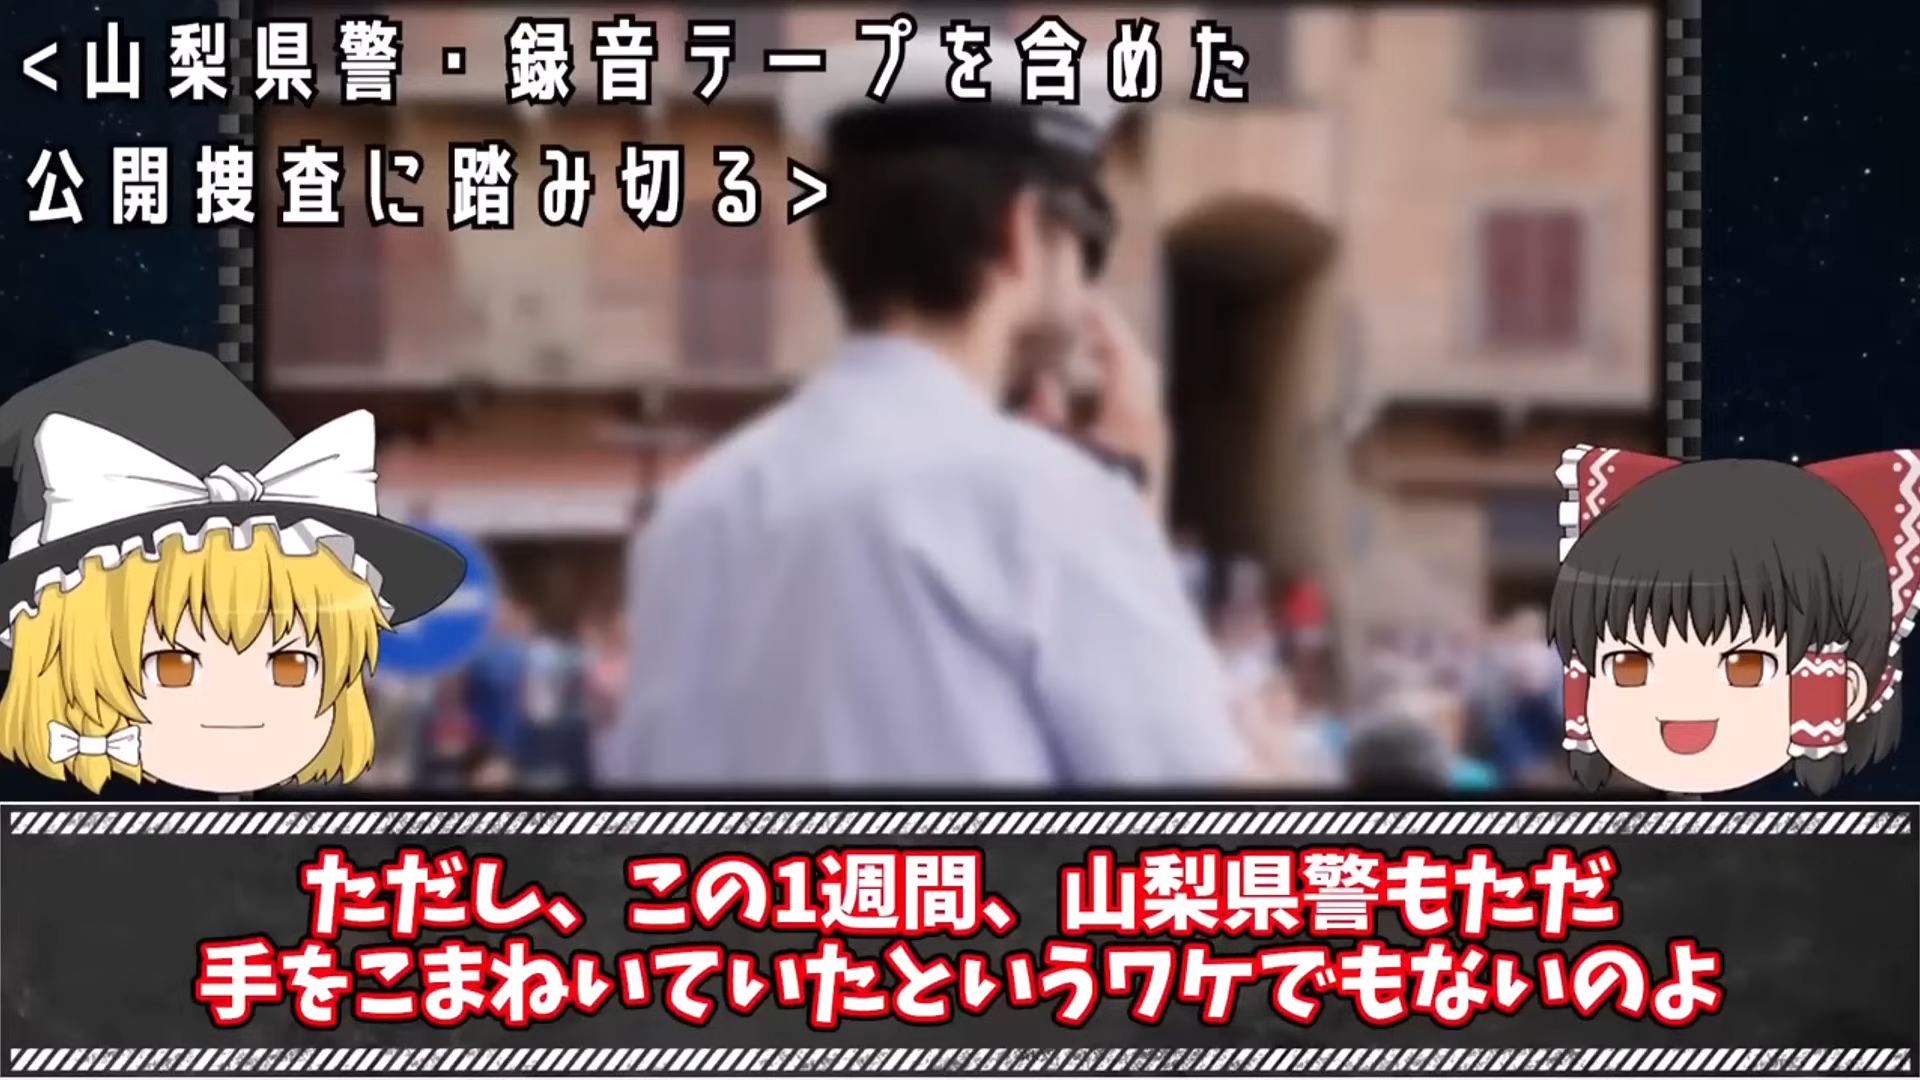 <山梨県警・録音テープを含めた
公開捜査に踏み切る>
ただし、この1週間、山梨県警もただ
手をこまねいていたというワケでもないのよ